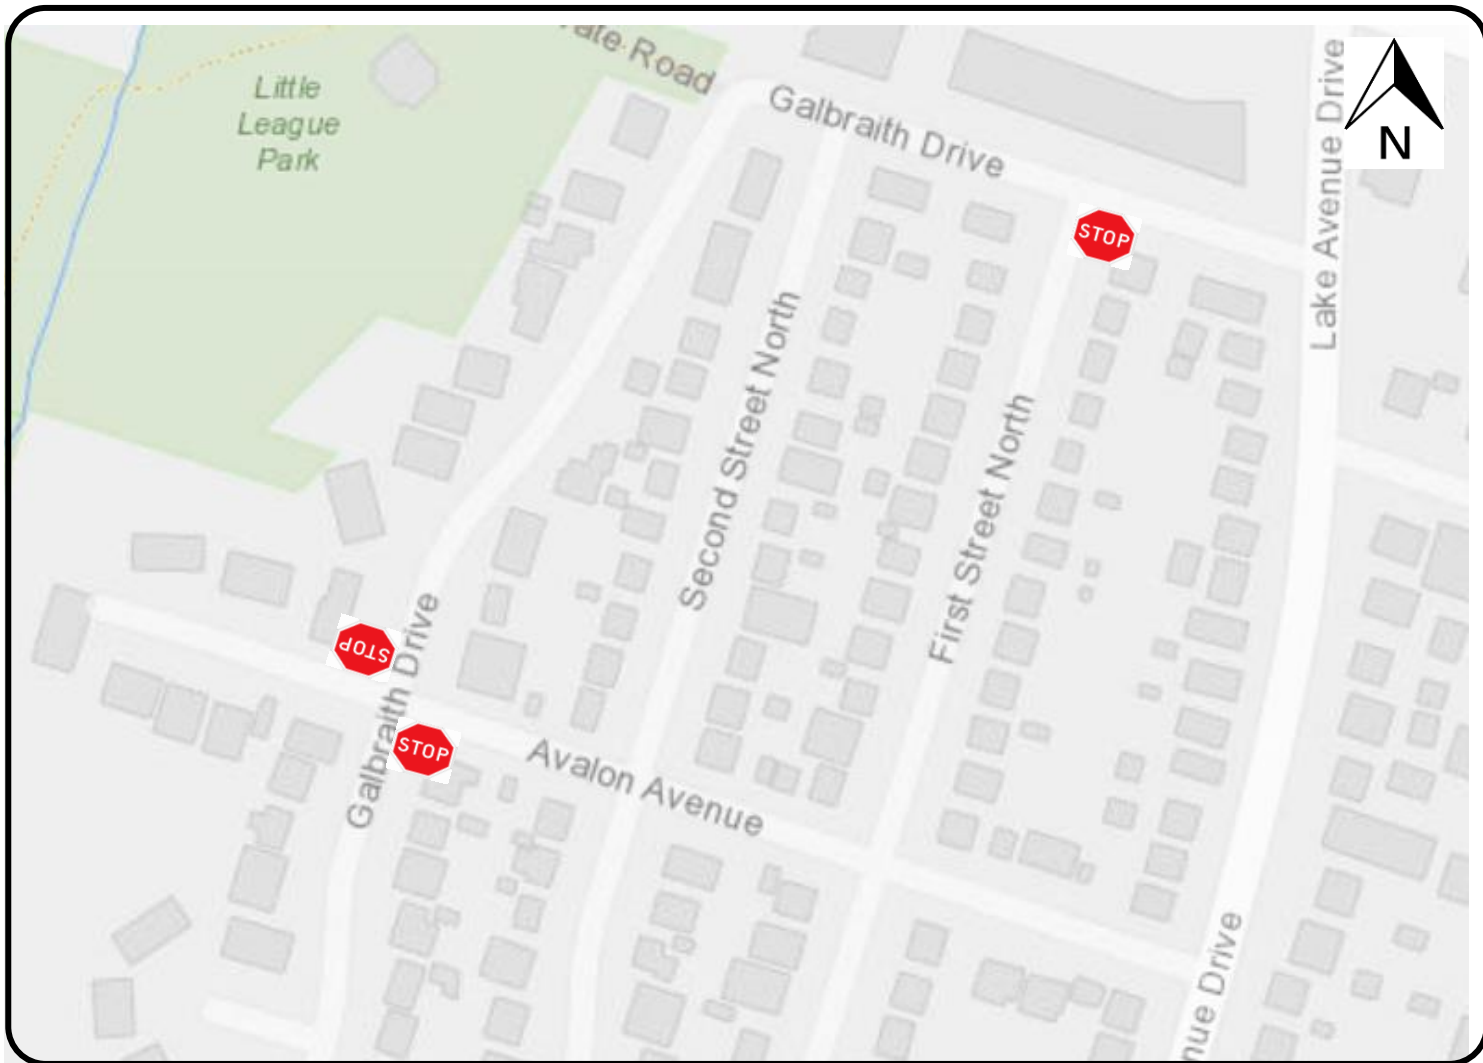 ate Road
Little
League
Park
Galbraith Drive
Lake Avenue Drive
N
STOP
Second Street North
First Street North
STOP
Galbraith Drive
STOP
Avalon Avenue
nue Drive